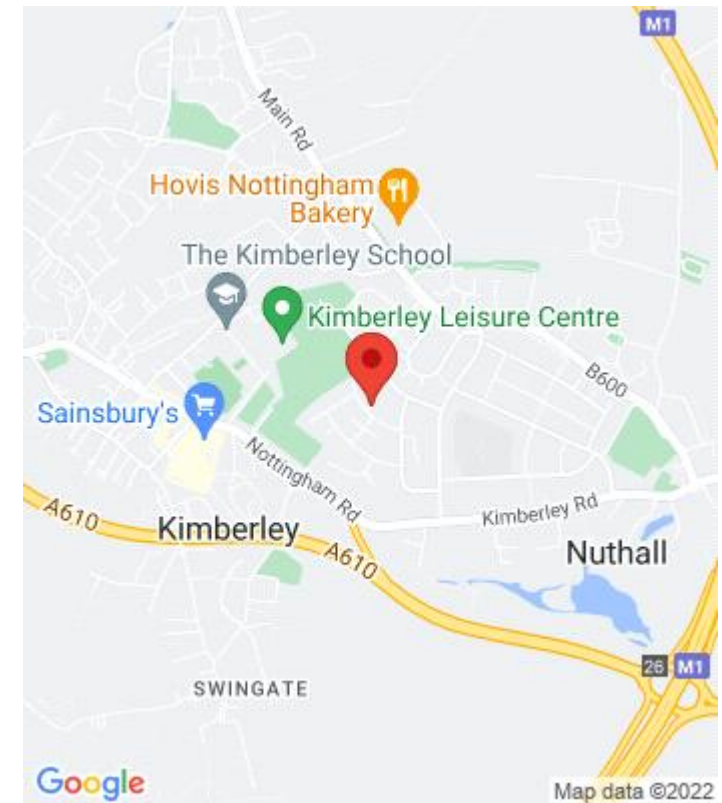 M1
Main Rd
Hovis Nottingham
Bakery
The Kimberley School
Kimberley Leisure Centre
B600
Sainsbury's
Nottingham Rd
A610
Kimberley Rd
Kimberley
A610
Nuthall
26 M1
SWINGATE
Google
Map data ©2022